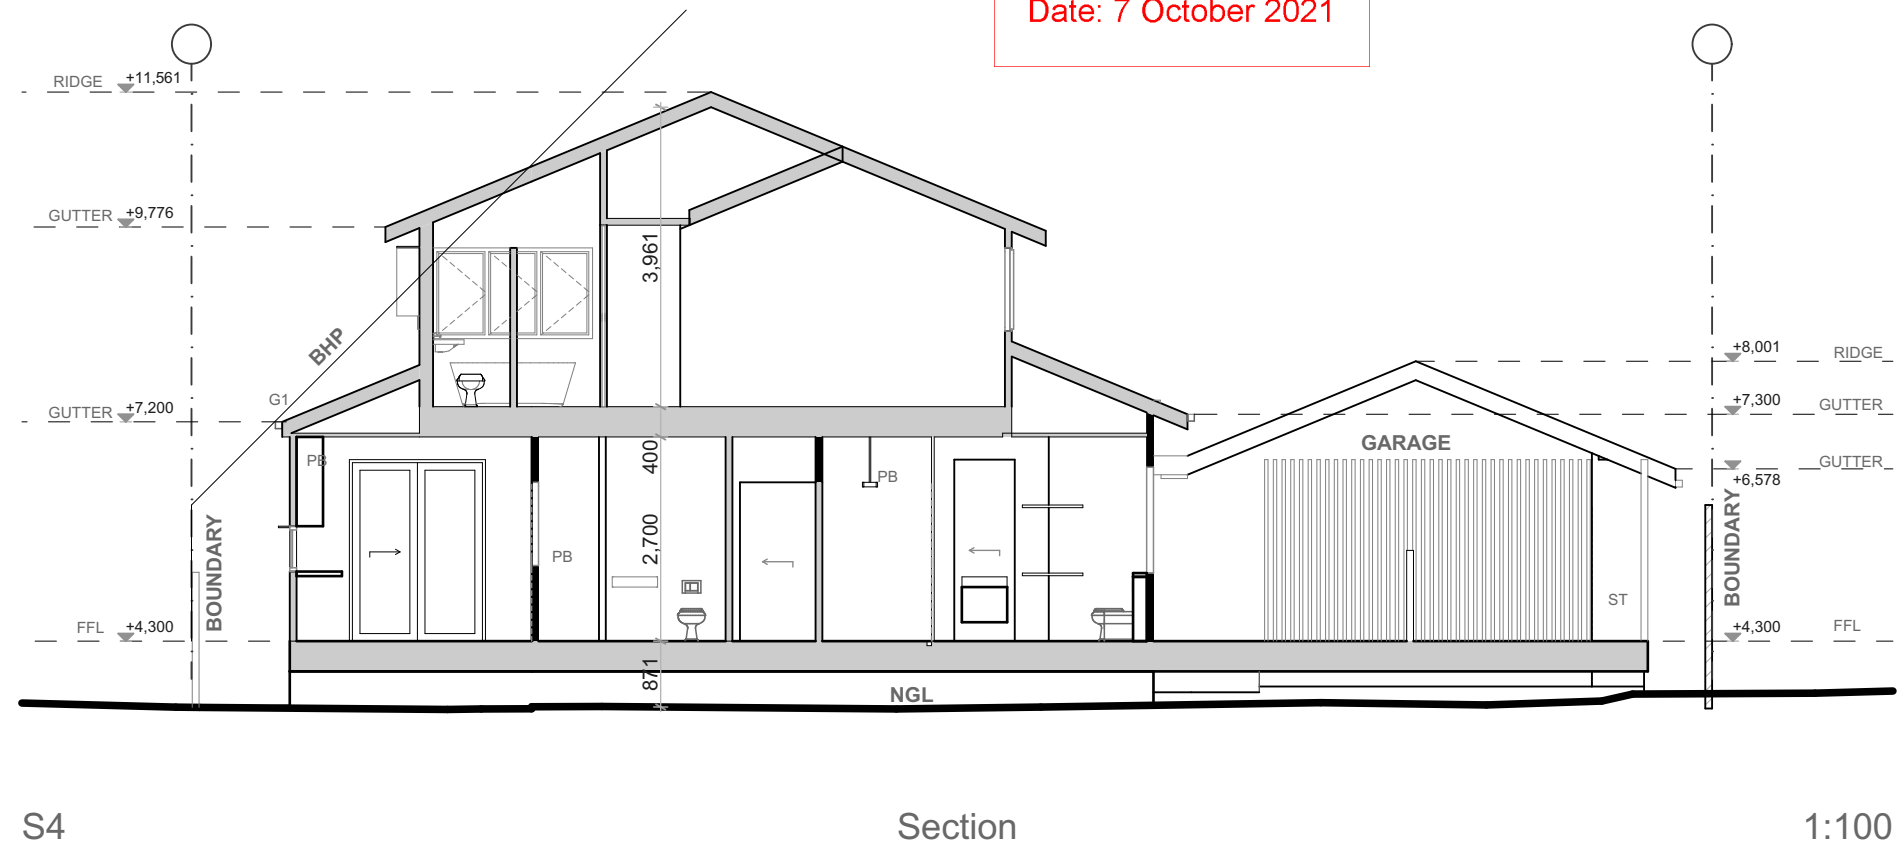 Date: 7 October 2021
RIDGE +11,561
GUTTER +9,776
3,961
BHP
+8,001 RIDGE
G1
GUTTER +7,200
+7,300 GUTTER
GARAGE
PB
400
PB
GUTTER
+6,578
BOUNDARY
PB
2,700
BOUNDARY
ST
FFL +4,300
+4,300 FFL
871
NGL
S4 Section 1:100